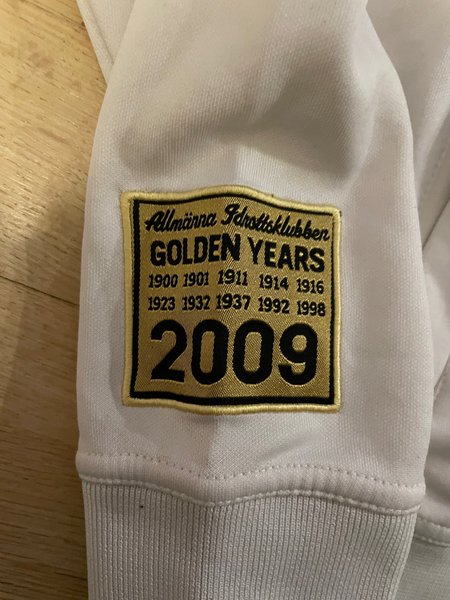 Allmänna Idrottsklubben
GOLDEN YEARS
1900 1901 1911 1914 1916
1923 1932 1937 1992 1998
2009